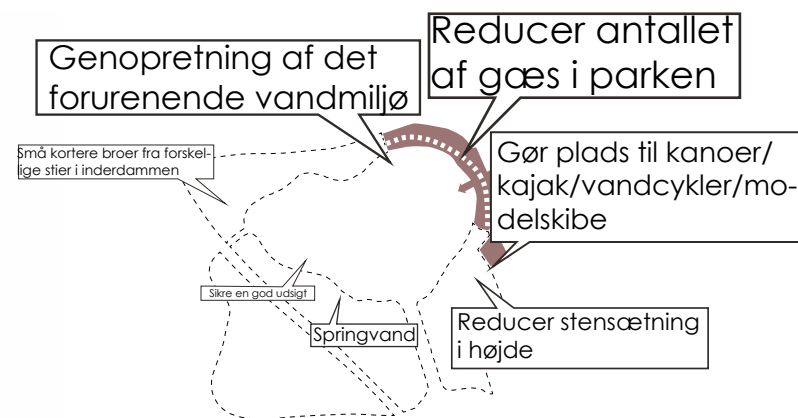 Reducer antallet
af gæs i parken
Genopretning af det
forurenende vandmiljø
Små kortere broer fra forskel-
lige stier i inderdammen
Gør plads til kanoer/
kajak/vandcykler/mo-
delskibe
Sikre en god udsigt
Springvand
Reducer stensætning
i højde